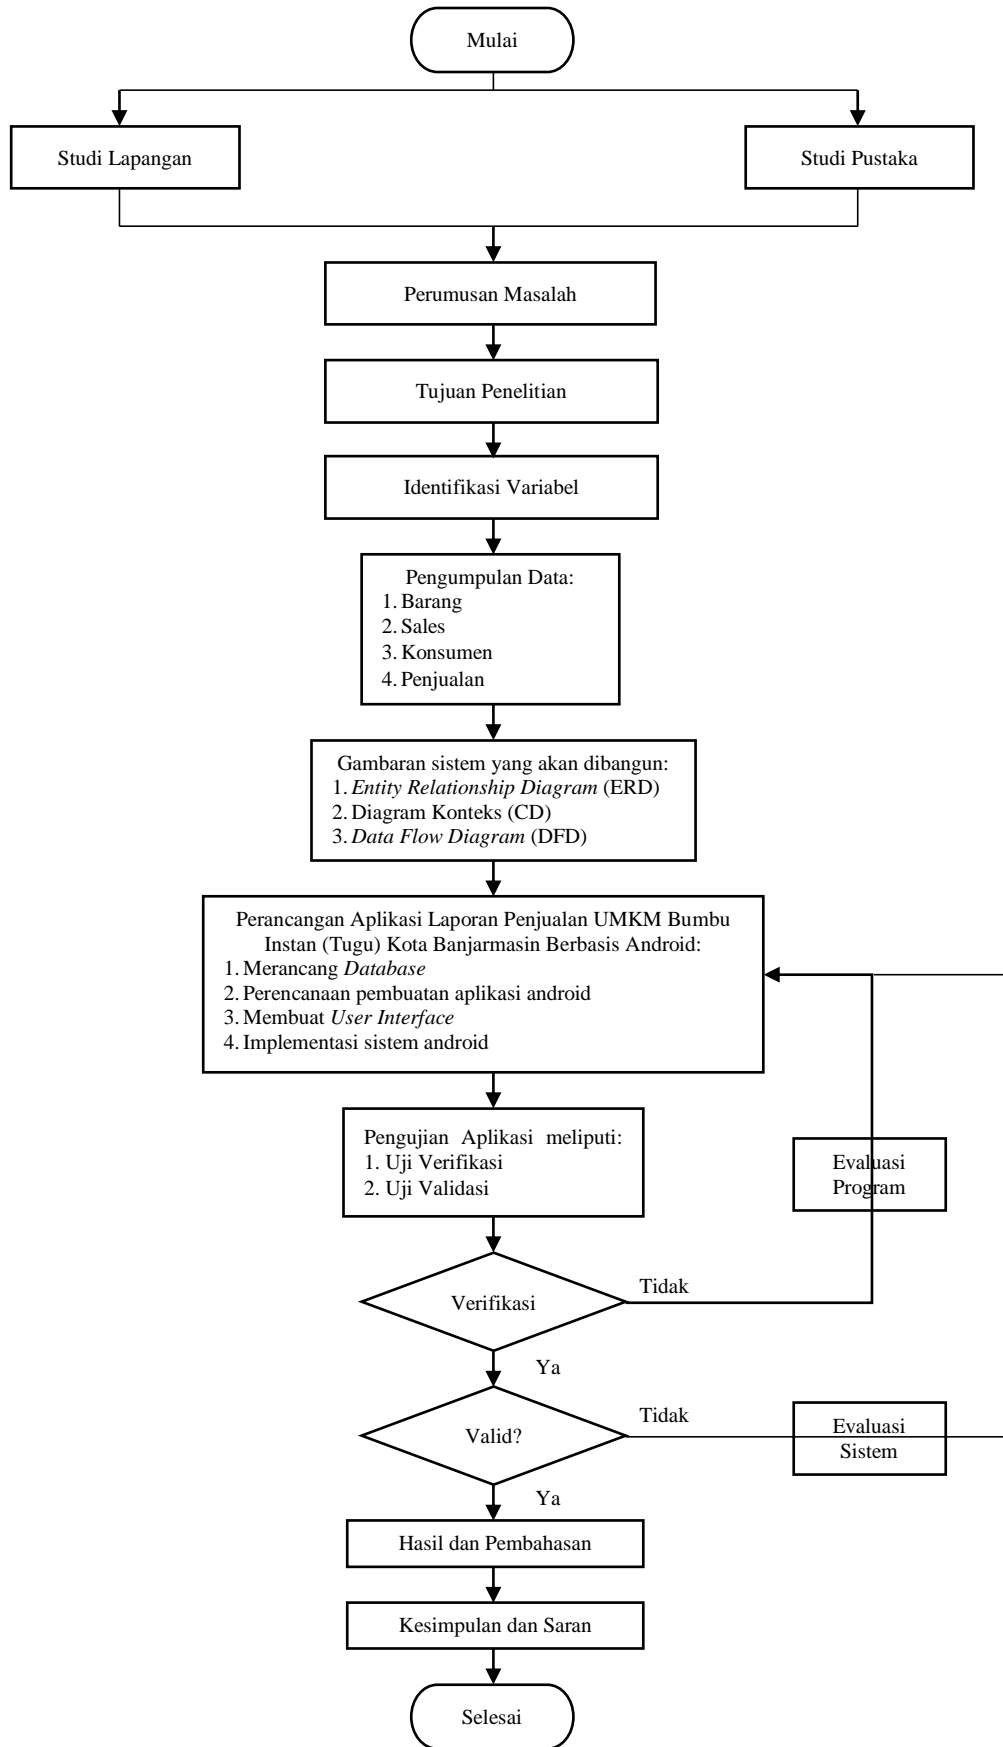 Mulai
Studi Lapangan
Studi Pustaka
Perumusan Masalah
Tujuan Penelitian
Identifikasi Variabel
Pengumpulan Data:
1. Barang
2. Sales
3. Konsumen
4. Penjualan
Gambaran sistem yang akan dibangun:
1. Entity Relationship Diagram (ERD)
2. Diagram Konteks (CD)
3. Data Flow Diagram (DFD)
Perancangan Aplikasi Laporan Penjualan UMKM Bumbu
Instan (Tugu) Kota Banjarmasin Berbasis Android:
1. Merancang Database
2. Perencanaan pembuatan aplikasi android
3. Membuat User Interface
4. Implementasi sistem android
Pengujian Aplikasi meliputi:
1. Uji Verifikasi
2. Uji Validasi
Evaluasi
Program
Verifikasi
Tidak
Ya
Valid?
Tidak
Evaluasi
Sistem
Ya
Hasil dan Pembahasan
Kesimpulan dan Saran
Selesai